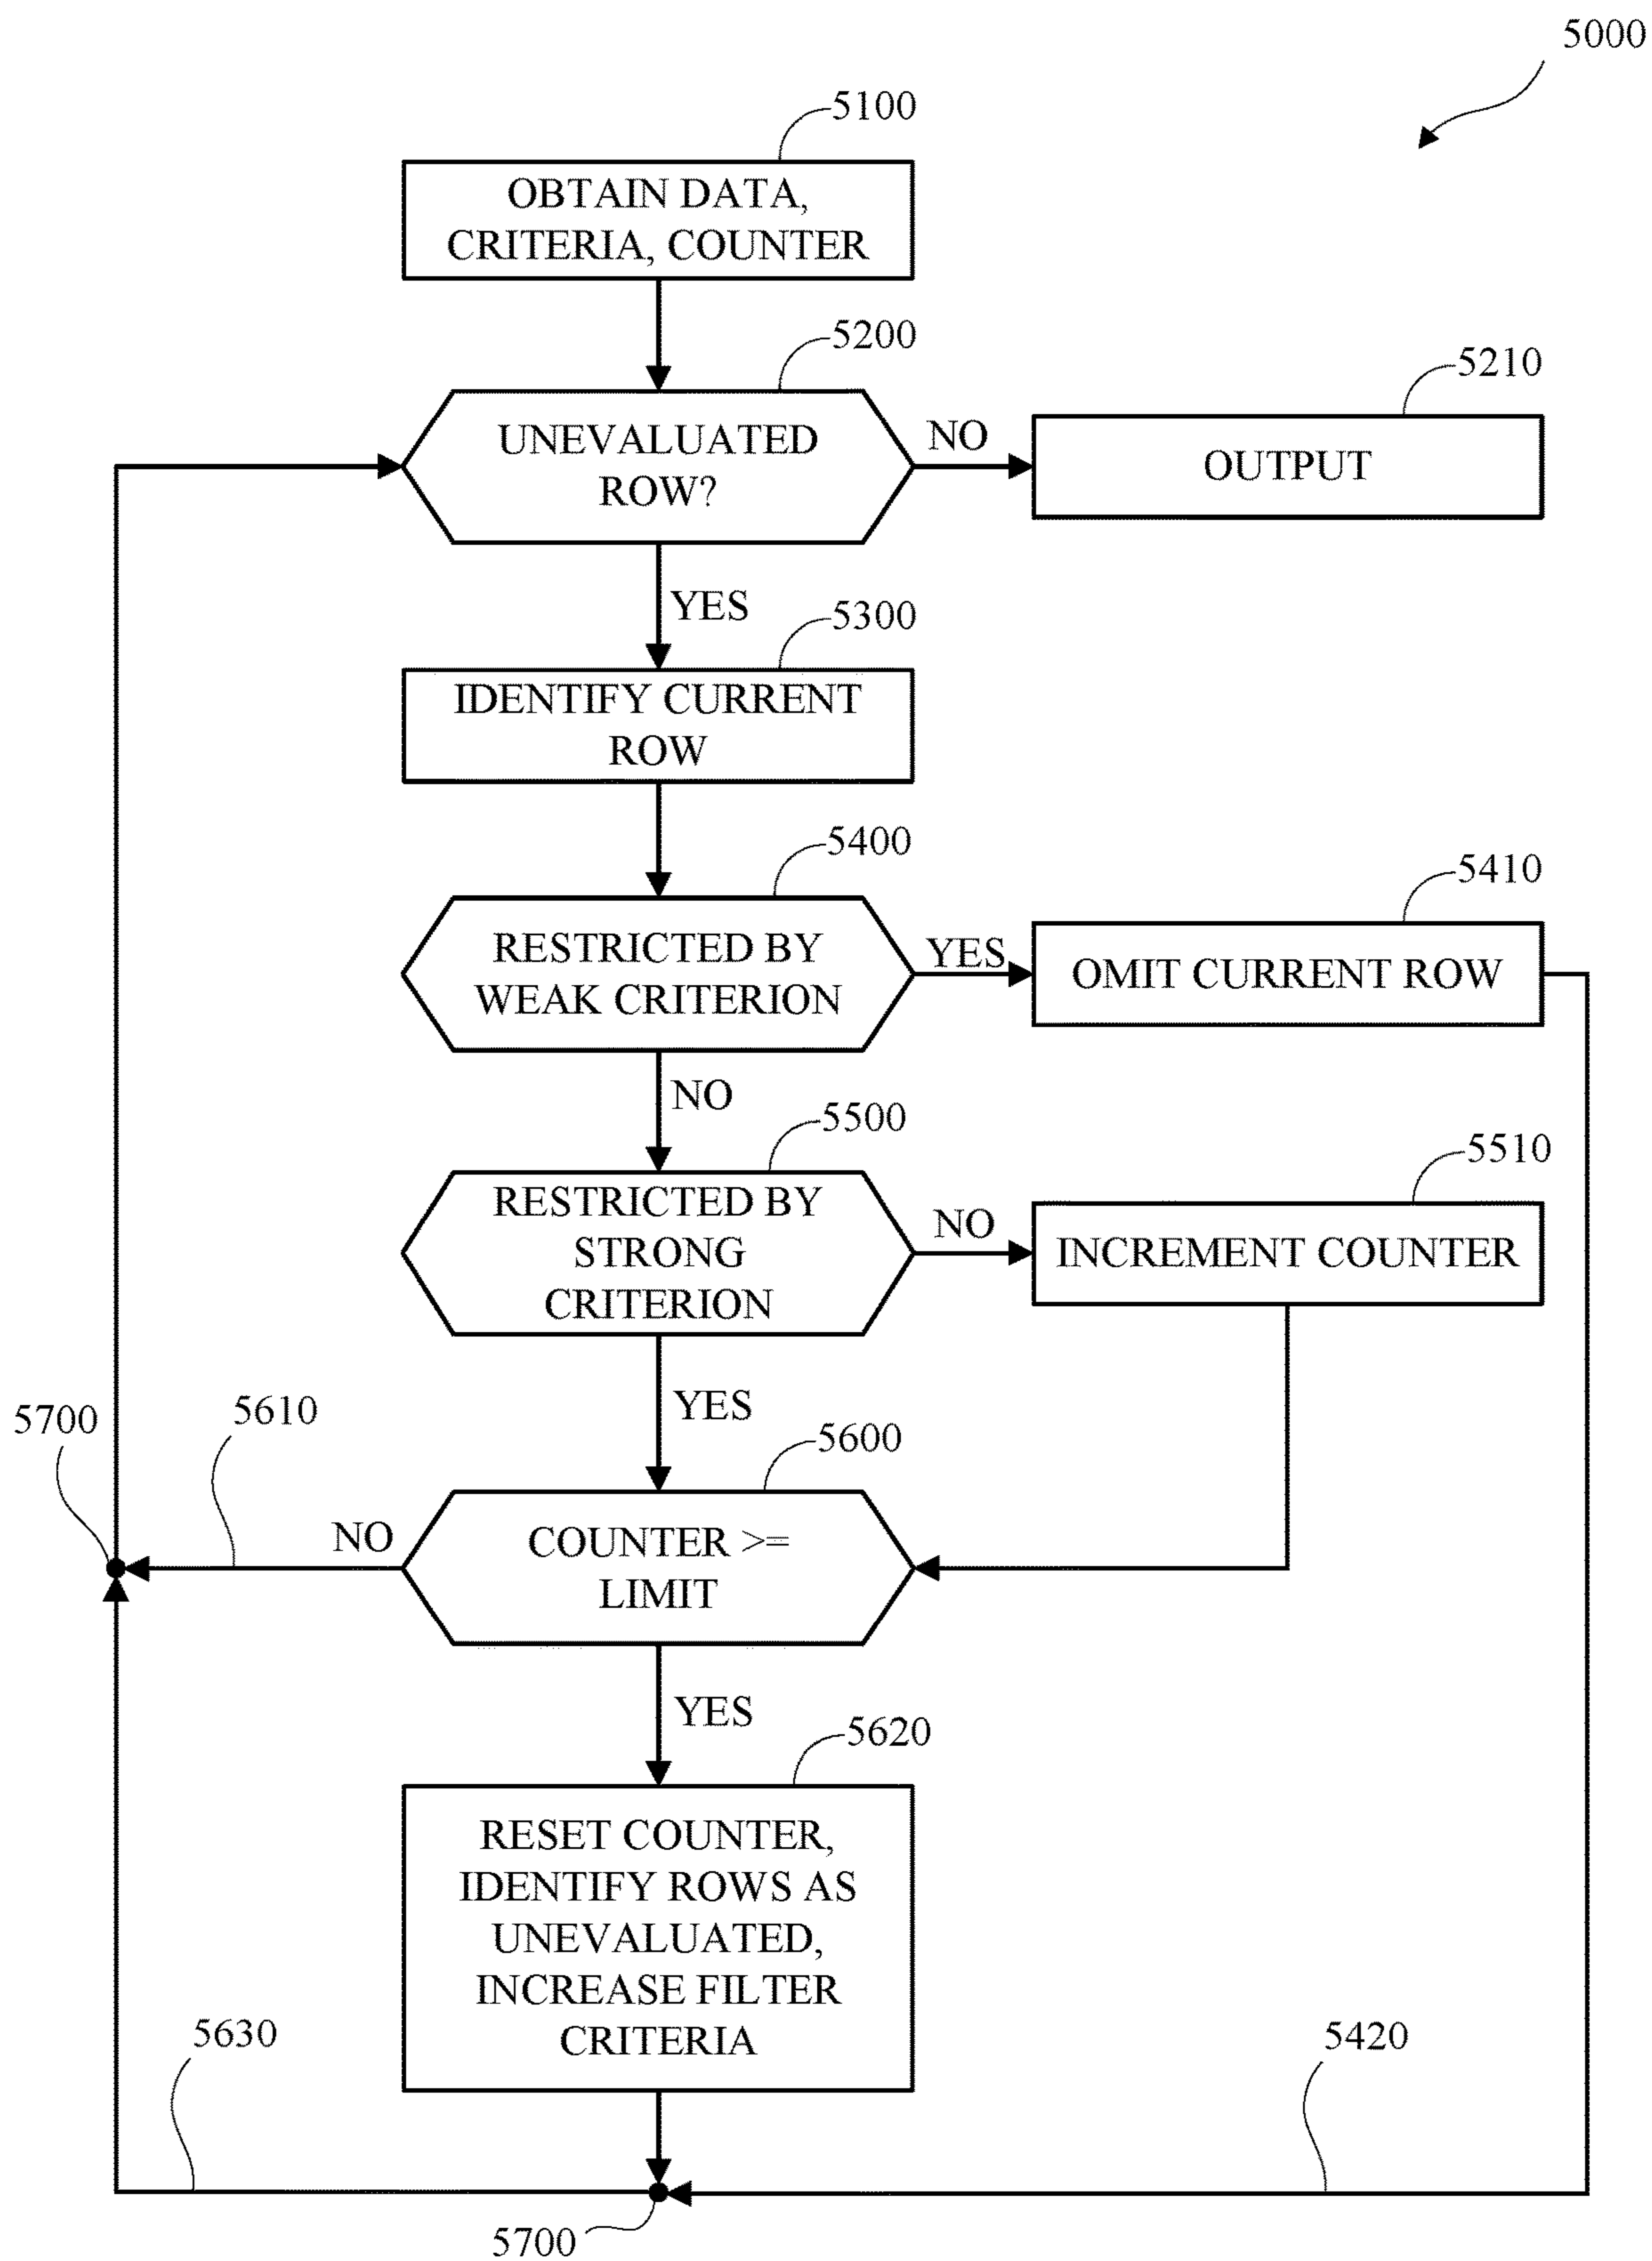 5000
5100
OBTAIN DATA,
CRITERIA, COUNTER
5200
UNEVALUATED
ROW?
NO
5210
OUTPUT
YES
5300
IDENTIFY CURRENT
ROW
5400
RESTRICTED BY
WEAK CRITERION
YES
5410
OMIT CURRENT ROW
NO
5500
RESTRICTED BY
STRONG
CRITERION
NO
5510
INCREMENT COUNTER
YES
5700
5610
5600
NO
COUNTER >=
LIMIT
YES
5620
RESET COUNTER,
IDENTIFY ROWS AS
UNEVALUATED,
INCREASE FILTER
CRITERIA
5630
5420
5700